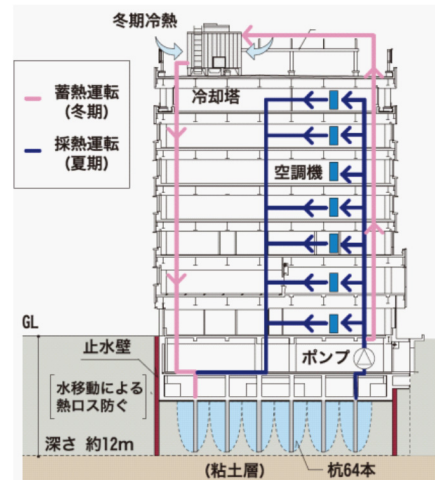 冬期冷熱
蓄熱運転
(冬期)
採熱運転
(夏期)
冷却塔
空調機
GL
止水壁
ポンプ
水移動による
熱ロス防ぐ
深さ 約12m
(粘土層)
杭64本